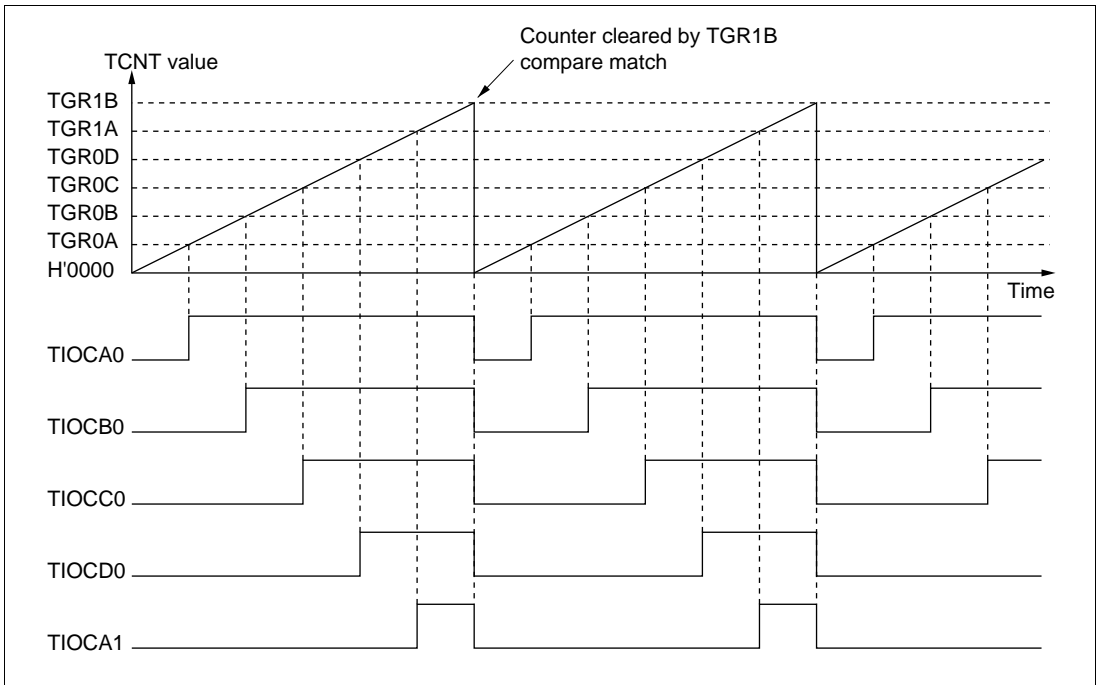 Counter cleared by TGR1B
compare match
TCNT value
TGR1B
TGR1A
TGR0D
TGR0C
TGR0B
TGR0A
H'0000
Time
TIOCA0
TIOCB0
TIOCC0
TIOCD0
TIOCA1